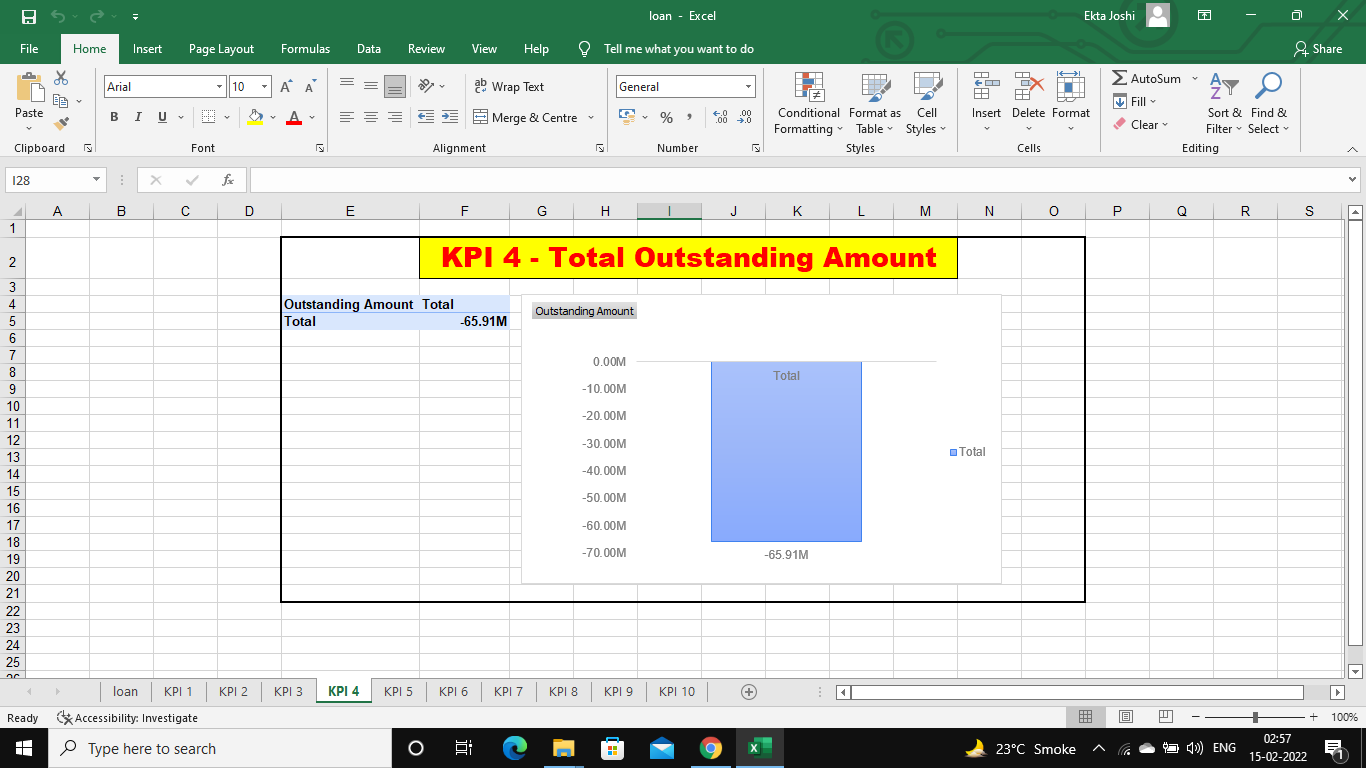 loan - Excel
Ekta Joshi
File Home Insert Page Layout Formulas Data Review View Help Tell me what you want to do Share
Arial 10 Wrap Text General AutoSum
Paste Conditional Formatting Format as Table Cell Styles Insert Delete Format Fill Sort & Filter Find & Select
B I U A Merge & Centre % Clear
Clipboard Font Alignment Number Styles Cells Editing
I28 fx
A B C D E F G H I J K L M N O P Q R S
1
2 KPI 4 - Total Outstanding Amount
3
4 Outstanding Amount Total
5 Total -65.91M
6
7
8
9
10
11
12
13
14
15
16
17
18
19
20
21
22
23
24
25
Outstanding Amount
0.00M
Total
-10.00M
-20.00M
-30.00M
-40.00M
Total
-50.00M
-60.00M
-70.00M
-65.91M
loan KPI 1 KPI 2 KPI 3 KPI 4 KPI 5 KPI 6 KPI 7 KPI 8 KPI 9 KPI 10
Ready Accessibility: Investigate 100%
Type here to search 23°C Smoke ENG 02:57
15-02-2022 1